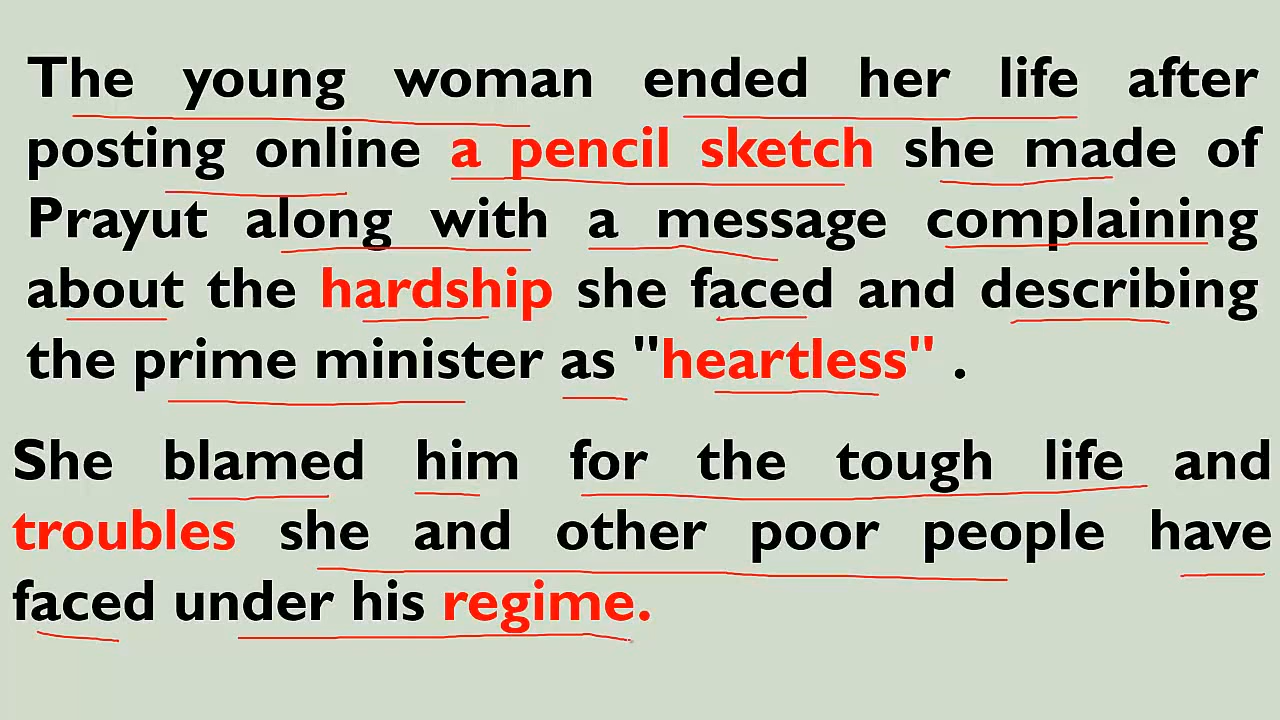 The young woman ended her life after
posting online a pencil sketch she made of
Prayut along with a message complaining
about the hardship she faced and describing
the prime minister as "heartless" .
She blamed him for the tough life and
troubles she and other poor people have
faced under his regime.